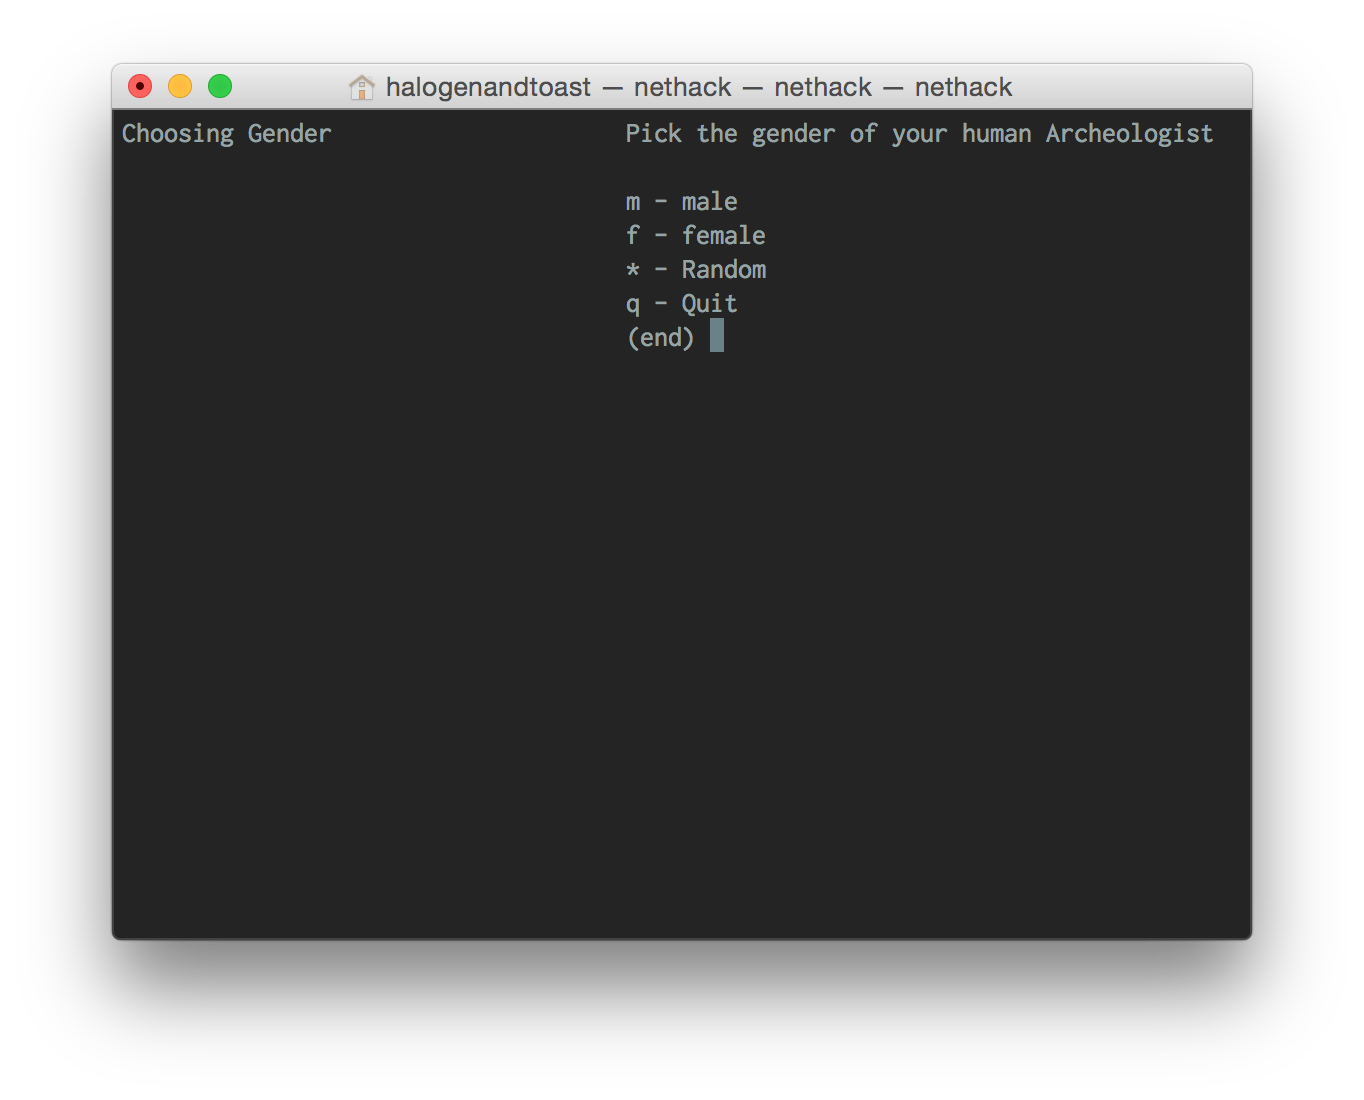 halogenandtoast — nethack — nethack — nethack
Choosing Gender
Pick the gender of your human Archeologist
m - male
f - female
* - Random
q - Quit
(end)